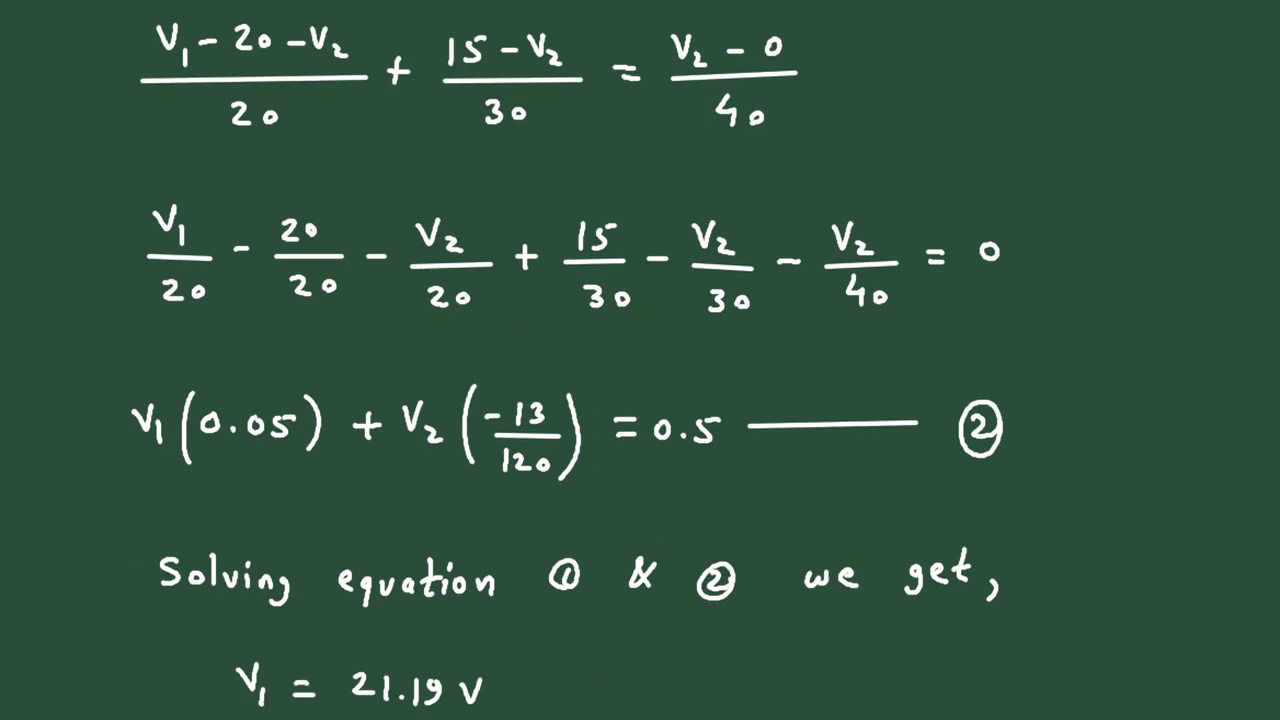 (V₁ - 20 - V₂)/20 + (15 - V₂)/30 = (V₂ - 0)/40
V₁/20 - 20/20 - V₂/20 + 15/30 - V₂/30 - V₂/40 = 0
V₁(0.05) + V₂(-13/120) = 0.5 ——— ②
Solving equation ① & ② we get,
V₁ = 21.19 V